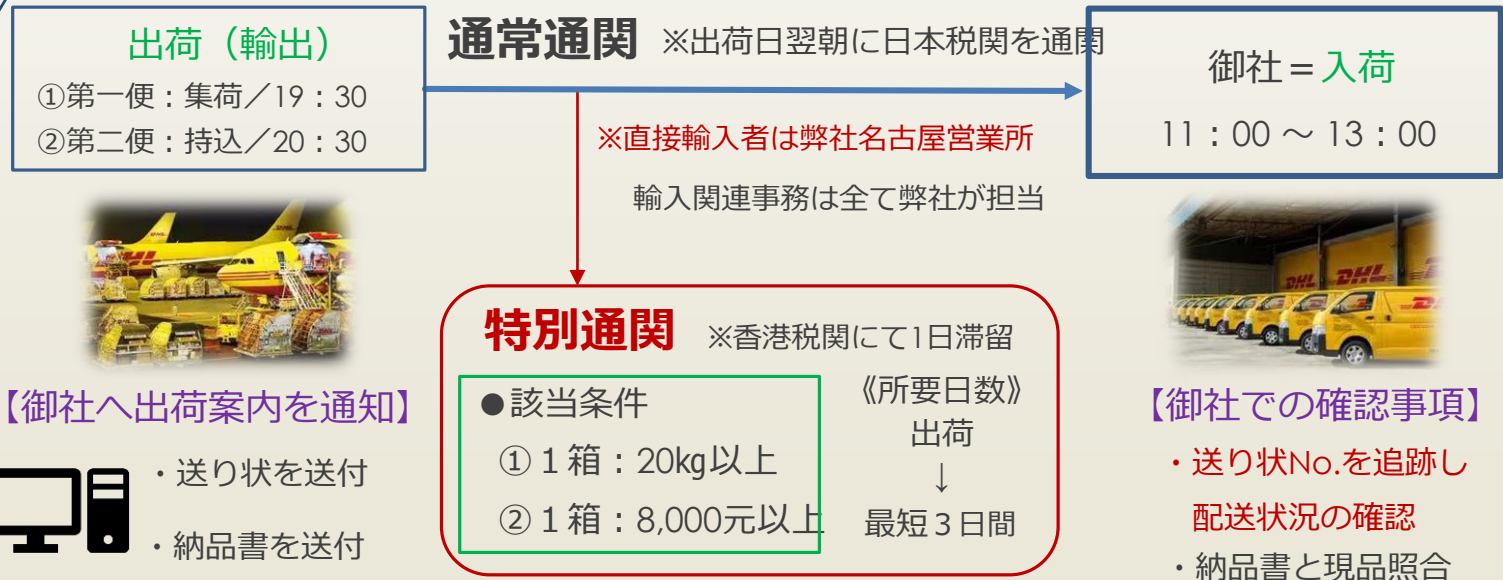 出荷（輸出）
①第一便：集荷／19：30
②第二便：持込／20：30
通常通関 ※出荷日翌朝に日本税関を通関
※直接輸入者は弊社名古屋営業所
輸入関連事務は全て弊社が担当
御社＝入荷
11：00 ～ 13：00
DHL
DHL DHL
【御社へ出荷案内を通知】
・送り状を送付
・納品書を送付
特別通関 ※香港税関にて1日滞留
●該当条件
①１箱：20kg以上
②１箱：8,000元以上
《所要日数》
出荷
↓
最短３日間
【御社での確認事項】
・送り状No.を追跡し
配送状況の確認
・納品書と現品照合